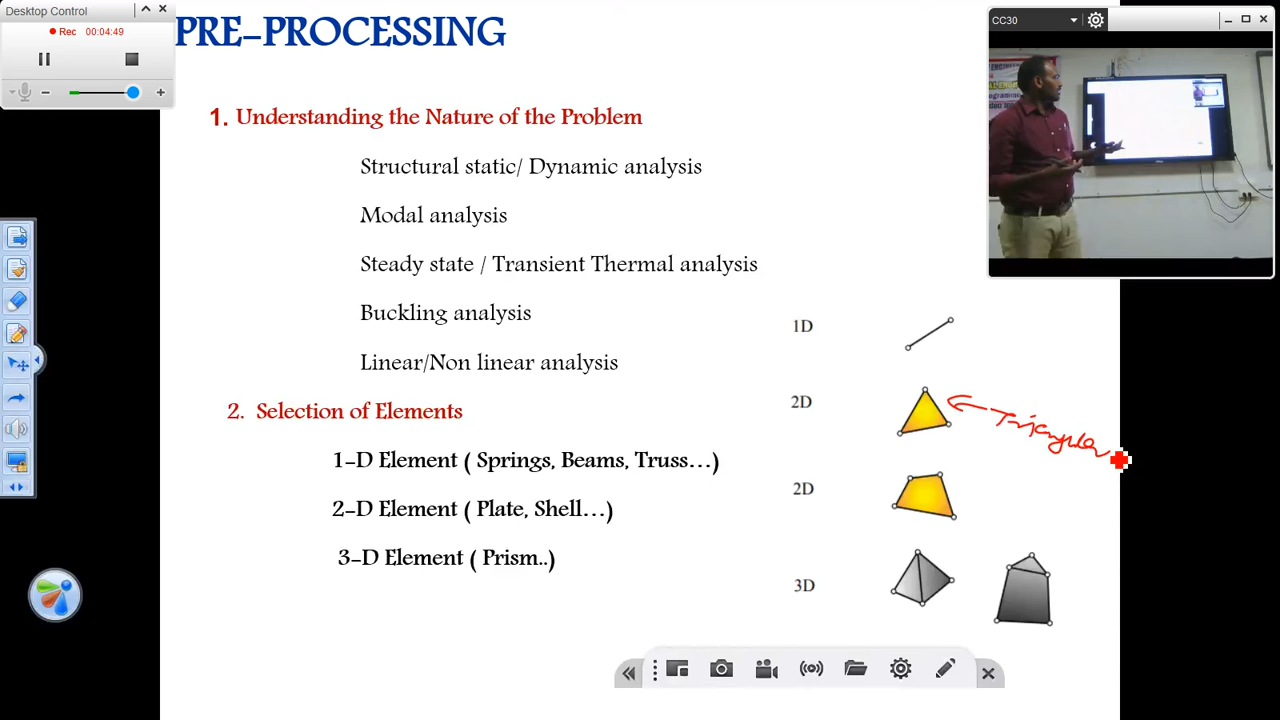 Desktop Control
Rec 00:04:49
PRE-PROCESSING
CC30
1. Understanding the Nature of the Problem
Structural static/ Dynamic analysis
Modal analysis
Steady state / Transient Thermal analysis
Buckling analysis
Linear/Non linear analysis
2. Selection of Elements
1-D Element ( Springs, Beams, Truss...)
2-D Element ( Plate, Shell...)
3-D Element ( Prism..)
1D
2D
Triangular
2D
3D